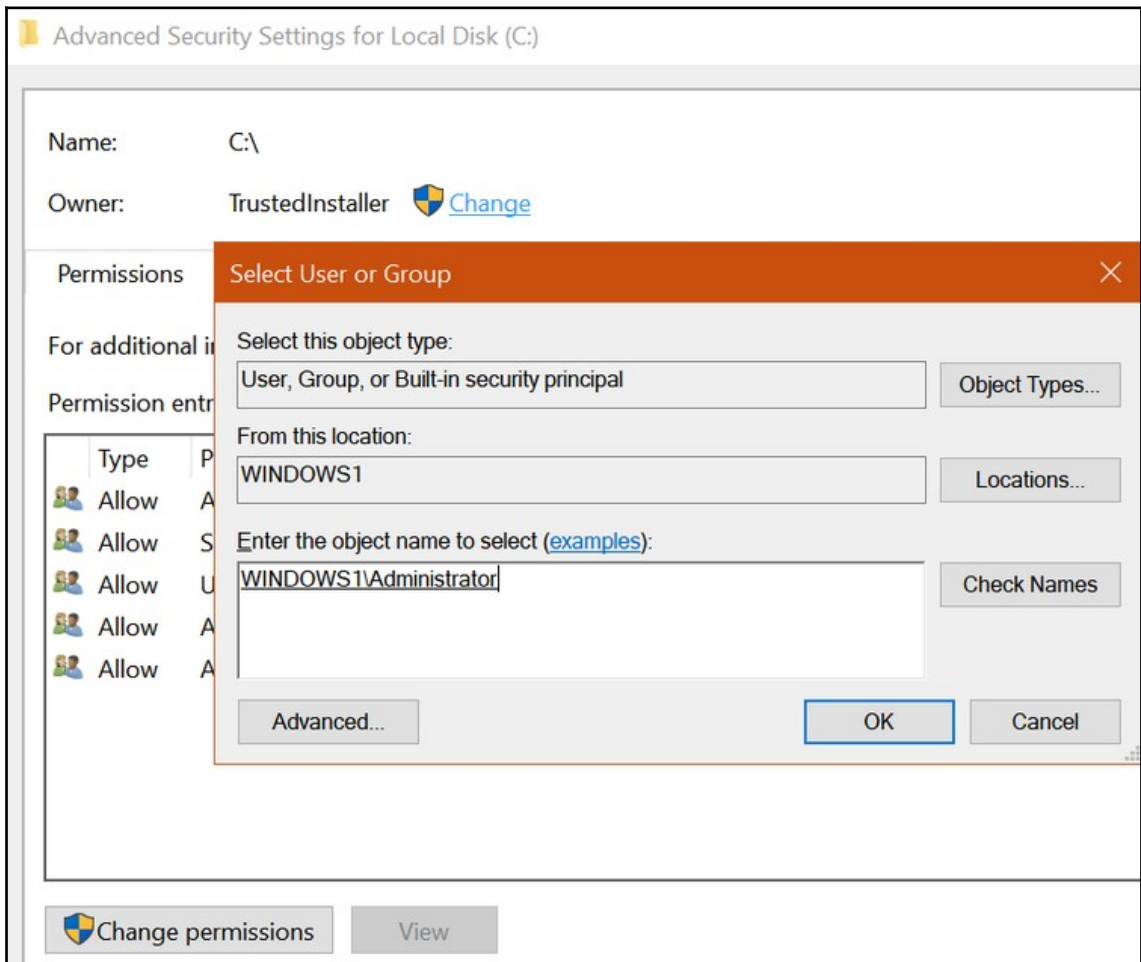 Advanced Security Settings for Local Disk (C:)
Name: C:\
Owner: TrustedInstaller Change
Permissions
Select User or Group
For additional
Select this object type:
User, Group, or Built-in security principal
Object Types...
Permission entr
From this location:
WINDOWS1
Locations...
Type P
Allow A
Allow S
Allow U
Allow A
Allow A
Enter the object name to select (examples):
WINDOWS1\Administrator
Check Names
Advanced...
OK
Cancel
Change permissions
View